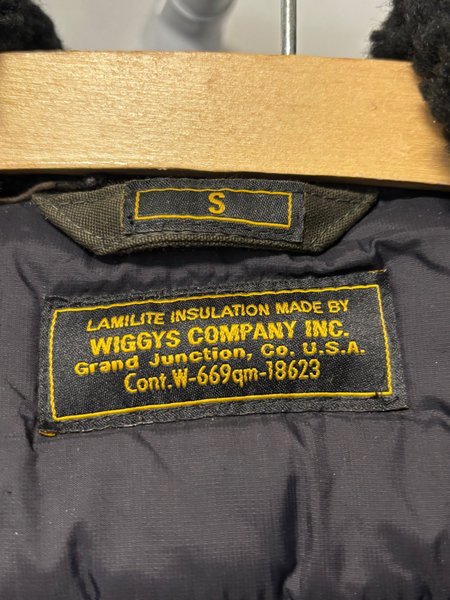 S
LAMILITE INSULATION MADE BY
WIGGYS COMPANY INC.
Grand Junction, Co. U.S.A.
Cont.W-669qm-18623